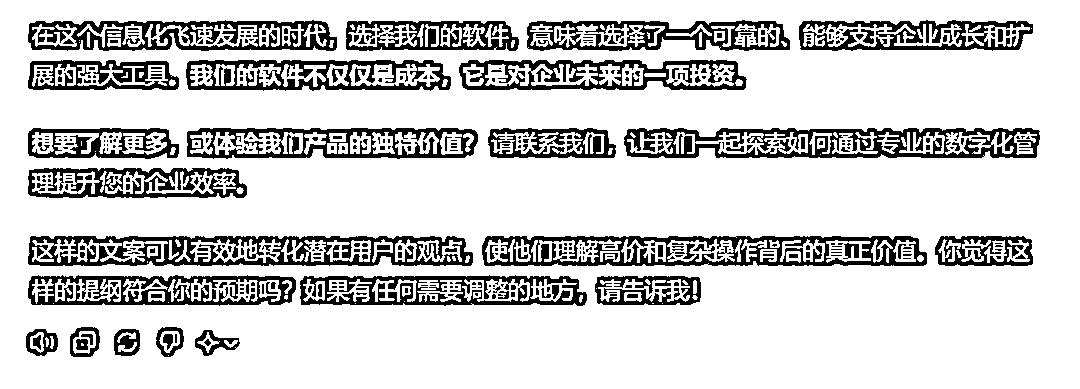 在这个信息化飞速发展的时代，选择我们的软件，意味着选择了一个可靠的、能够支持企业成长和扩
展的强大工具。我们的软件不仅仅是成本，它是对企业未来的一项投资。
想要了解更多，或体验我们产品的独特价值？ 请联系我们，让我们一起探索如何通过专业的数字化管
理提升您的企业效率。
这样的文案可以有效地转化潜在用户的观点，使他们理解高价和复杂操作背后的真正价值。你觉得这
样的提纲符合你的预期吗？如果有任何需要调整的地方，请告诉我！